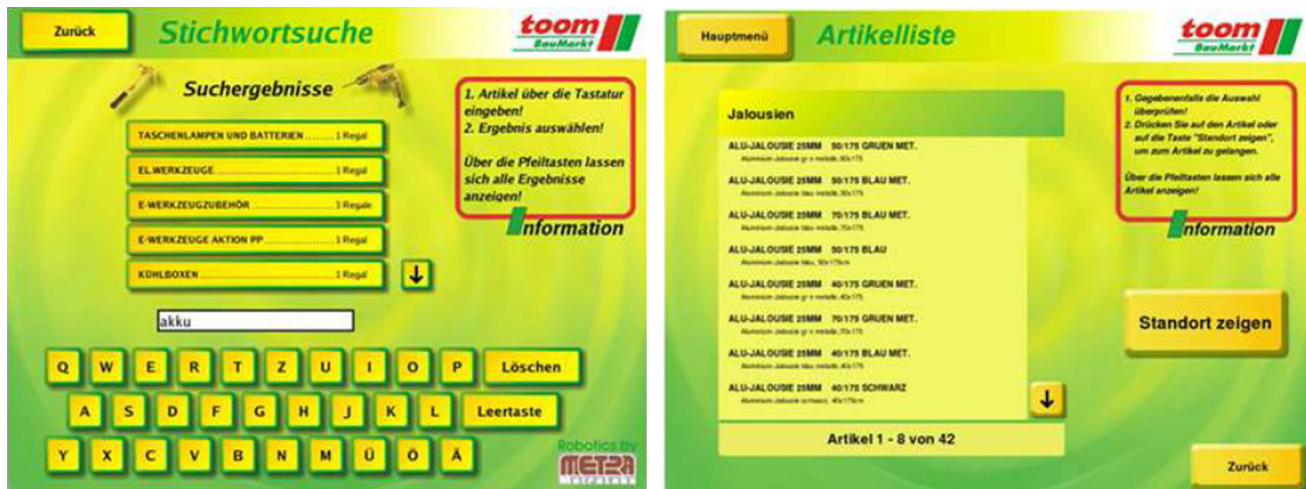 Zurück
Stichwortsuche
toom
BauMarkt
Suchergebnisse
TASCHENLAMPEN UND BATTERIEN 1 Regal
EL.WERKZEUGE 1 Regal
E-WERKZEUGZUBEHÖR 3 Regale
E-WERKZEUGE AKTION PP 1 Regal
KÜHLBOXEN 1 Regal
↓
akku
1. Artikel über die Tastatur
eingeben!
2. Ergebnis auswählen!
Über die Pfeiltasten lassen
sich alle Ergebnisse
anzeigen!
Information
Q W E R T Z U I O P Löschen
A S D F G H J K L Leertaste
Y X C V B N M Ü Ö Ä
Robotics by
METRA
Hauptmenü
Artikelliste
toom
BauMarkt
Jalousien
ALU-JALOUSIE 25MM 50/175 GRUEN MET.
ALU-JALOUSIE 25MM 50/175 BLAU MET.
ALU-JALOUSIE 25MM 70/175 BLAU MET.
ALU-JALOUSIE 25MM 50/175 BLAU
ALU-JALOUSIE 25MM 40/175 GRUEN MET.
ALU-JALOUSIE 25MM 70/175 GRUEN MET.
ALU-JALOUSIE 25MM 40/175 BLAU MET.
ALU-JALOUSIE 25MM 40/175 SCHWARZ
↓
Artikel 1 - 8 von 42
1. Gegebenenfalls die Auswahl
überprüfen!
2. Drücken Sie auf den Artikel oder
auf die Taste "Standort zeigen",
um zum Artikel zu gelangen.
Über die Pfeiltasten lassen sich alle
Artikel anzeigen!
Information
Standort zeigen
Zurück